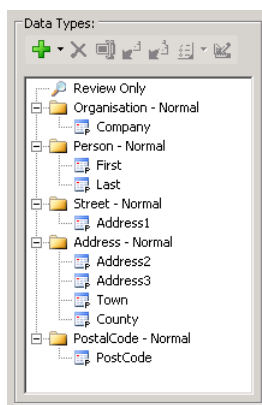 Data Types:
Review Only
Organisation - Normal
Company
Person - Normal
First
Last
Street - Normal
Address1
Address - Normal
Address2
Address3
Town
County
PostalCode - Normal
PostCode